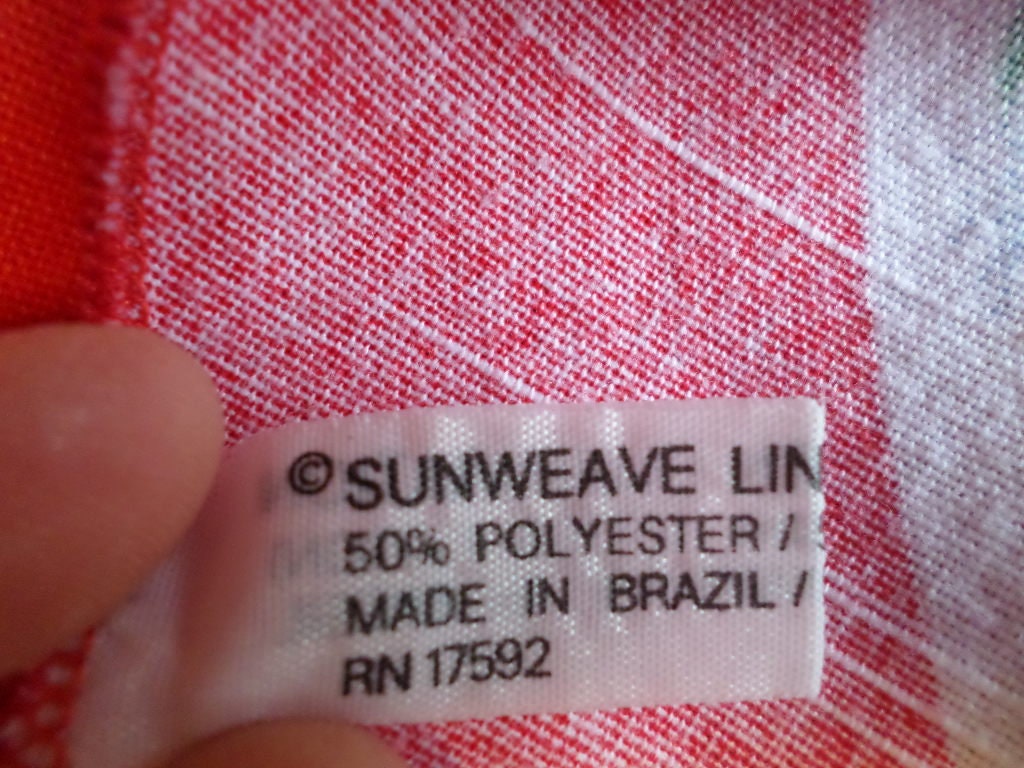 © SUNWEAVE LIN
50% POLYESTER /
MADE IN BRAZIL /
RN 17592